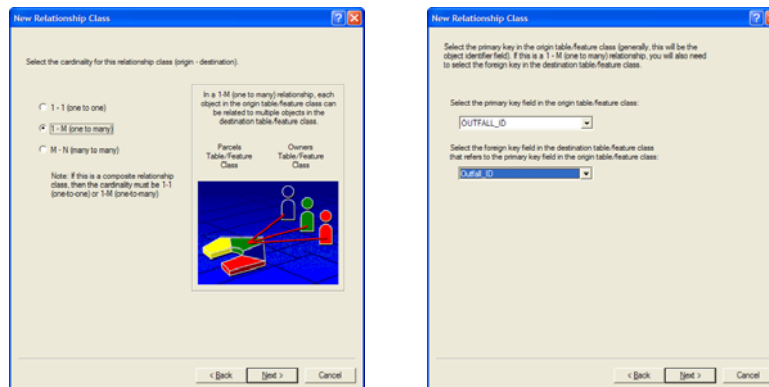 New Relationship Class
Select the cardinality for this relationship class (origin - destination).
1 - 1 (one to one)
1 - M (one to many)
M - N (many to many)
Note: If this is a composite relationship
class, then the cardinality must be 1-1
(one-to-one) or 1-M (one-to-many)
In a 1-M (one to many) relationship, each
object in the origin table/feature class can
be related to multiple objects in the
destination table/feature class.
Parcels
Table/Feature
Class
Owners
Table/Feature
Class
< Back
Next >
Cancel
New Relationship Class
Select the primary key in the origin table/feature class (generally, this will be the
object identifier field). If this is a 1 - M (one to many) relationship, you will also need
to select the foreign key in the destination table/feature class.
Select the primary key field in the origin table/feature class:
OUTFALL_ID
Select the foreign key field in the destination table/feature class
that refers to the primary key field in the origin table/feature class:
Outfall_ID
< Back
Next >
Cancel